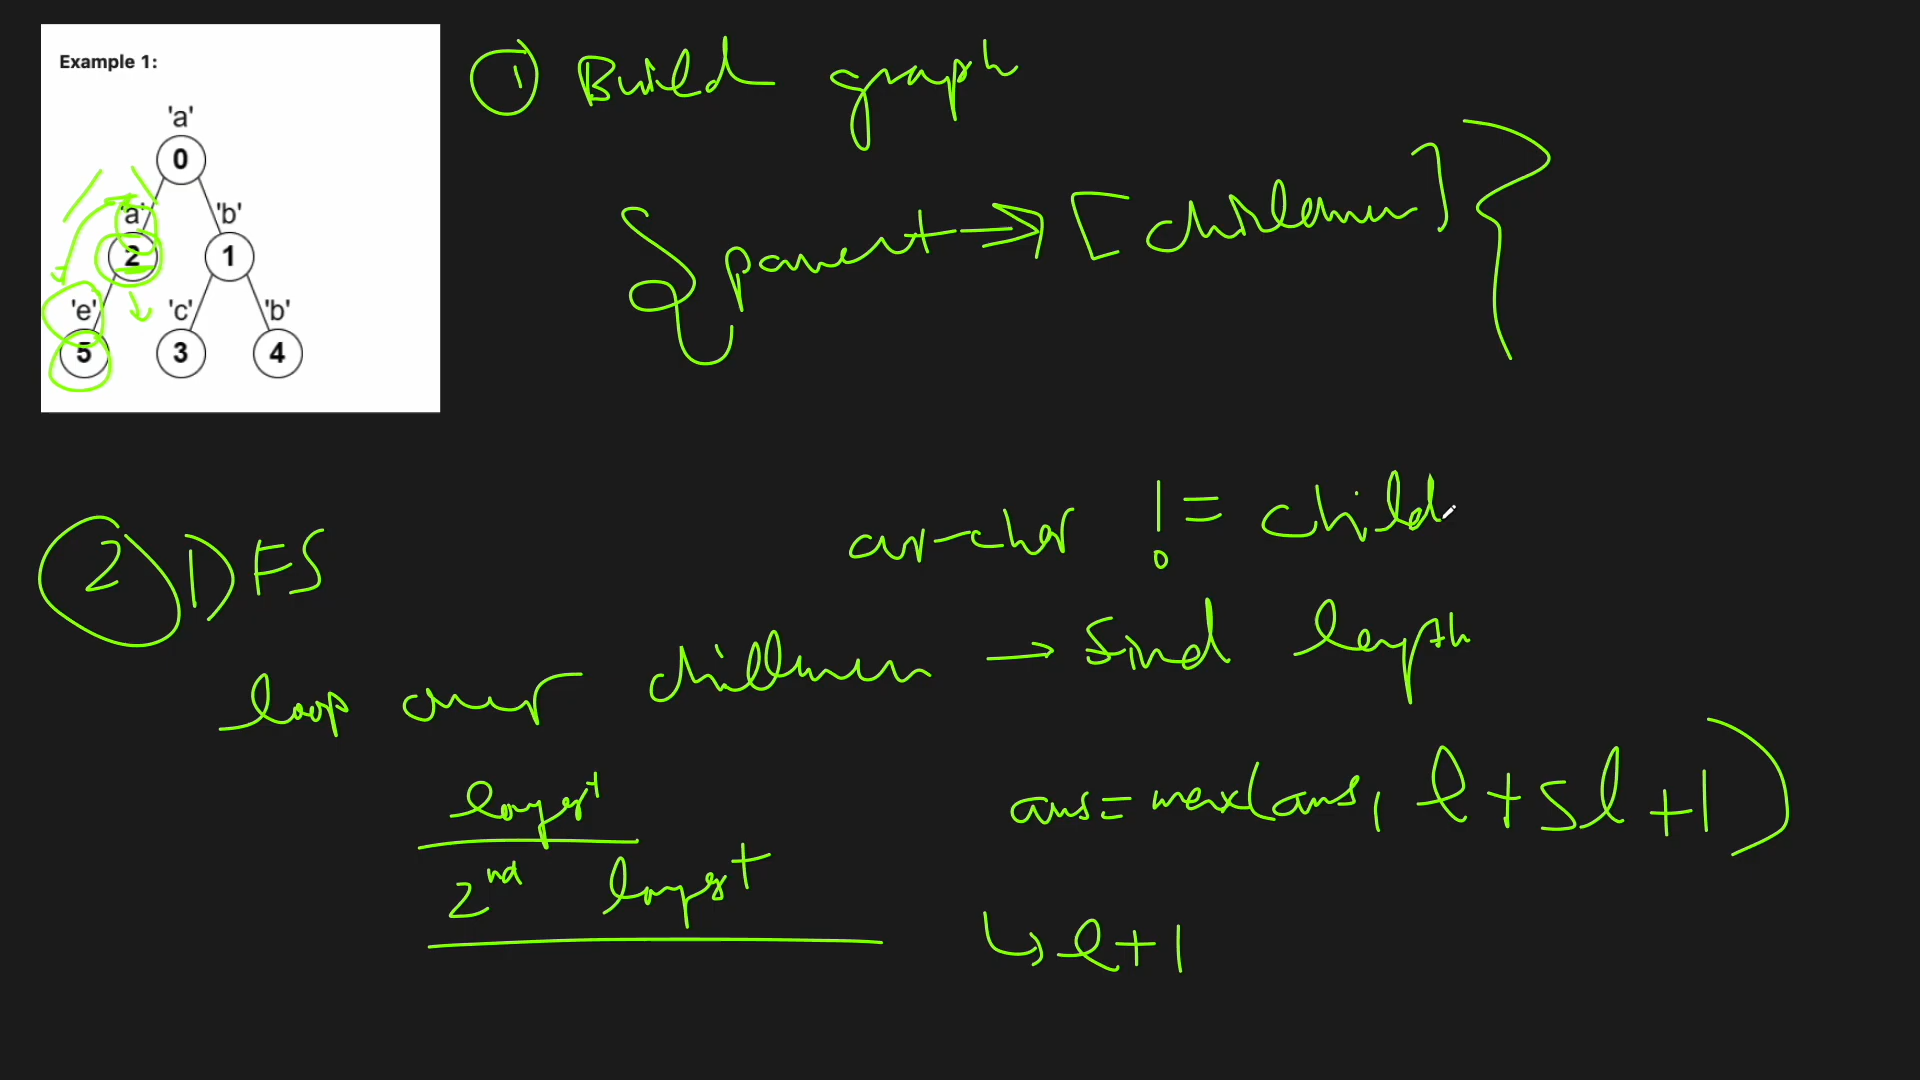 Example 1:
'a'
0
'a' 'b'
2 1
'e' 'c' 'b'
5 3 4
① Build graph
{ parent → [children] }
② DFS
cur-char != child
loop over children → find length
longest
2nd longest
ans = max(ans, l + sl + 1)
↳ l + 1